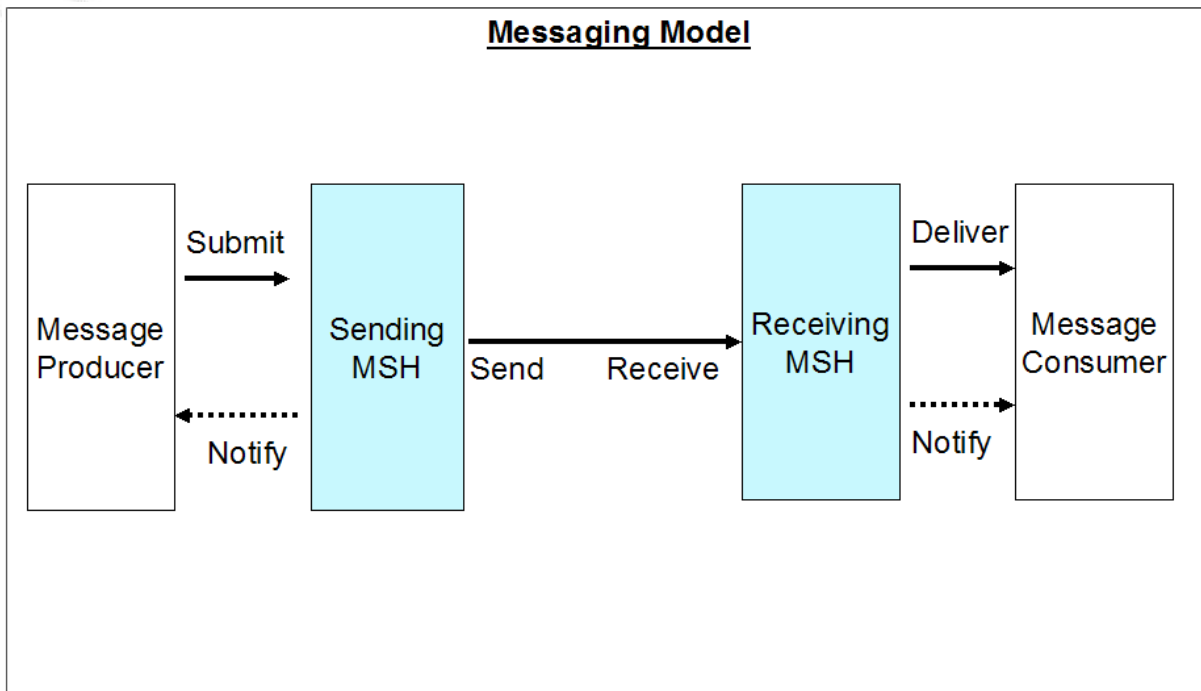 Messaging Model
Submit
Deliver
Message
Producer
Sending
MSH
Receiving
MSH
Message
Consumer
Send
Receive
Notify
Notify